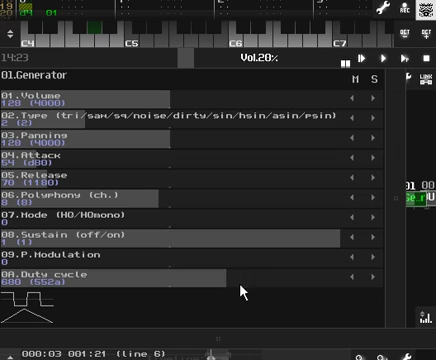 C4 C5 C6 C7
14:23 Vol.20%
01.Generator M S
01.Volume
128 (4000)
02.Type (tri/saw/sq/noise/dirty/sin/hsin/asin/psin)
2 (2)
03.Panning
128 (4000)
04.Attack
54 (d80)
05.Release
70 (1180)
06.Polyphony (ch.)
8 (8)
07.Mode (HQ/HQmono)
0
08.Sustain (off/on)
1 (1)
09.P.Modulation
0
0A.Duty cycle
680 (552a)
000:03 001:21 (line 6)